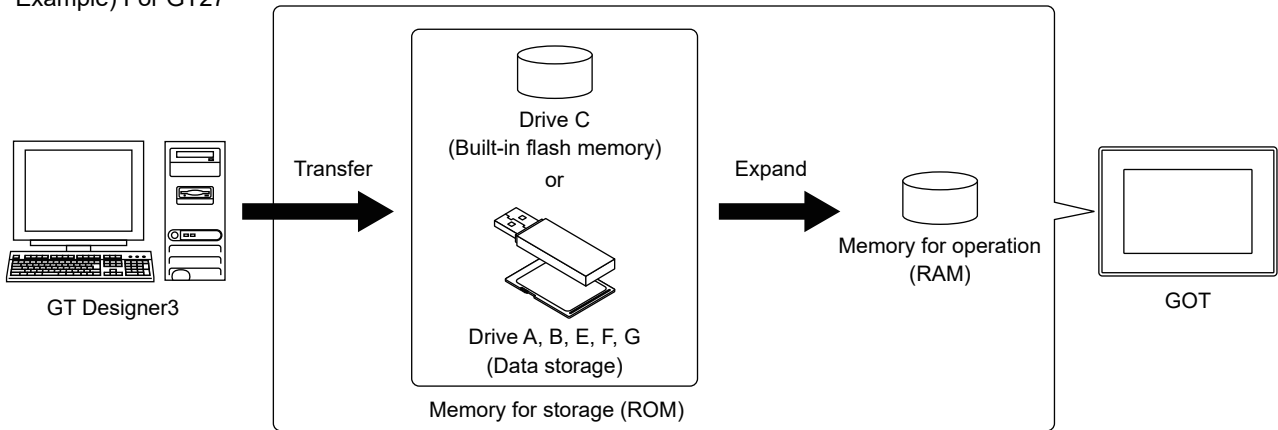 Example) For GT27
Drive C
(Built-in flash memory)
or
Transfer
Expand
Memory for operation
(RAM)
GT Designer3
GOT
Drive A, B, E, F, G
(Data storage)
Memory for storage (ROM)